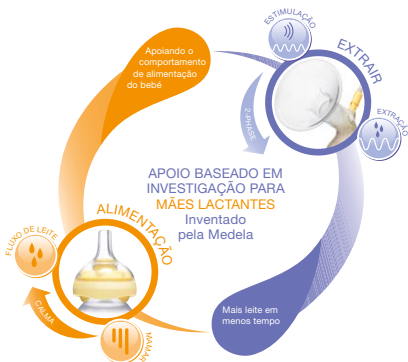 Apoiando o
comportamento
de alimentação
do bebé
ESTIMULAÇÃO
EXTRAIR
EXTRAÇÃO
2-PHASE
APOIO BASEADO EM
INVESTIGAÇÃO PARA
MÃES LACTANTES
Inventado
pela Medela
ALIMENTAÇÃO
FLUXO DE LEITE
CALMA
MAMAR
Mais leite em
menos tempo